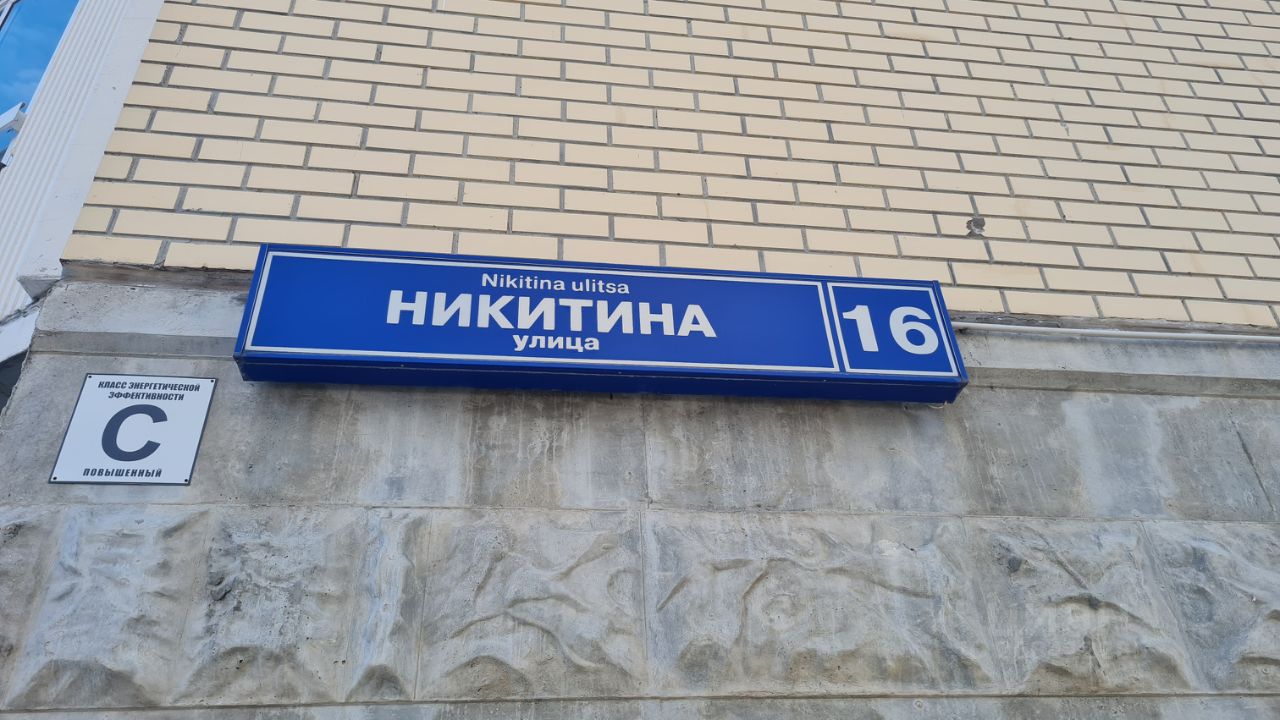 Nikitina ulitsa
НИКИТИНА
улица
16
КЛАСС ЭНЕРГЕТИЧЕСКОЙ
ЭФФЕКТИВНОСТИ
C
ПОВЫШЕННЫЙ